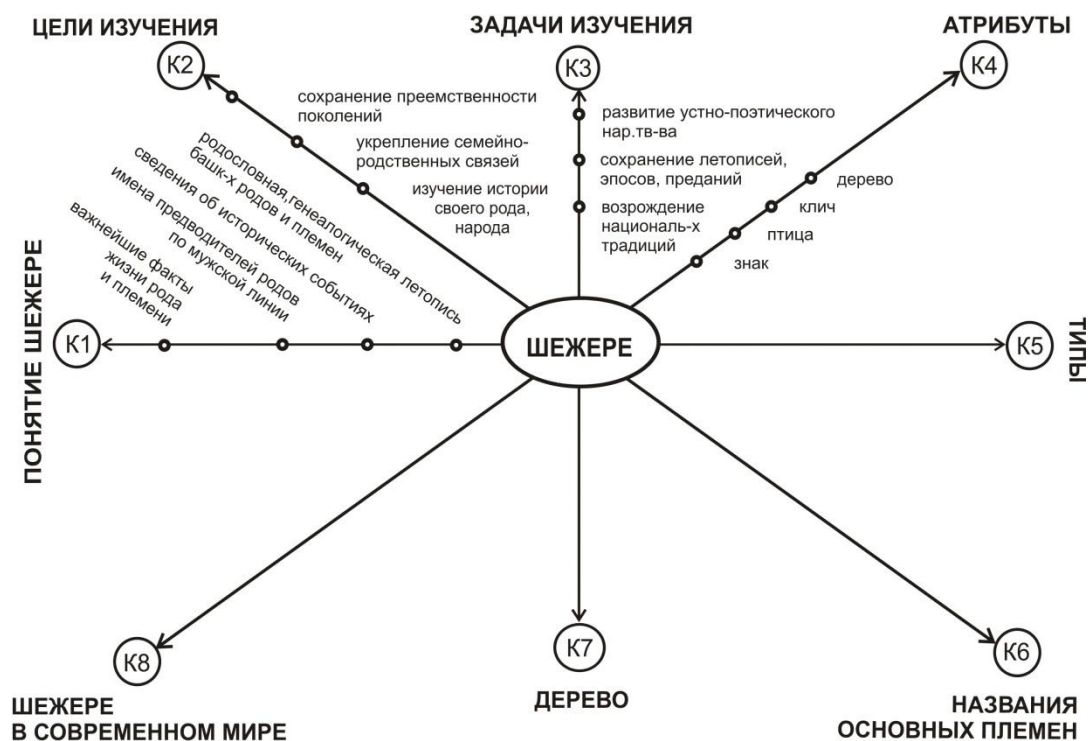 ЦЕЛИ ИЗУЧЕНИЯ
К2
сохранение преемственности
поколений
укрепление семейно-
родственных связей
изучение истории
своего рода,
народа
ЗАДАЧИ ИЗУЧЕНИЯ
К3
развитие устно-поэтического
нар.тв-ва
сохранение летописей,
эпосов, преданий
возрождение
националь-х
традиций
АТРИБУТЫ
К4
дерево
клич
птица
знак
ПОНЯТИЕ ШЕЖЕРЕ
К1
родословная,генеалогическая летопись
башк-х родов и племен
сведения об исторических событиях
имена предводителей родов
по мужской линии
важнейшие факты
жизни рода
и племени
ШЕЖЕРЕ
К5
ТИПЫ
К8
ШЕЖЕРЕ
В СОВРЕМЕННОМ МИРЕ
К7
ДЕРЕВО
К6
НАЗВАНИЯ
ОСНОВНЫХ ПЛЕМЕН